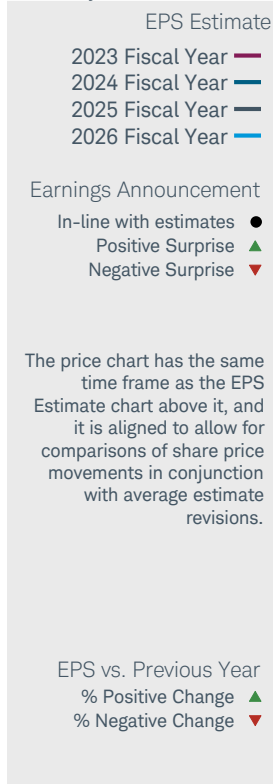 EPS Estimate
2023 Fiscal Year
2024 Fiscal Year
2025 Fiscal Year
2026 Fiscal Year
Earnings Announcement
In-line with estimates
Positive Surprise
Negative Surprise
The price chart has the same
time frame as the EPS
Estimate chart above it, and
it is aligned to allow for
comparisons of share price
movements in conjunction
with average estimate
revisions.
EPS vs. Previous Year
% Positive Change
% Negative Change